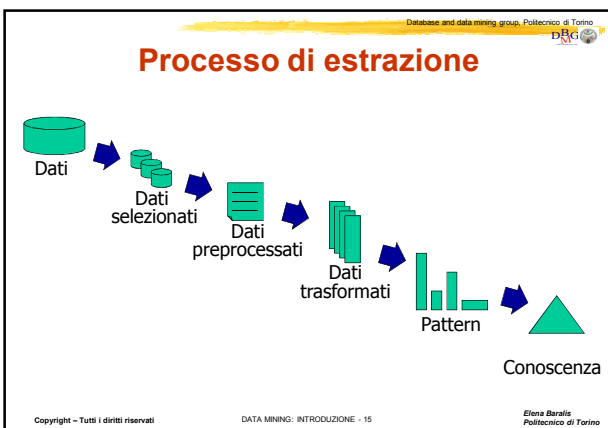 Database and data mining group, Politecnico di Torino
DBMG
Processo di estrazione
Dati
Dati
selezionati
Dati
preprocessati
Dati
trasformati
Pattern
Conoscenza
Copyright – Tutti i diritti riservati
DATA MINING: INTRODUZIONE - 15
Elena Baralis
Politecnico di Torino